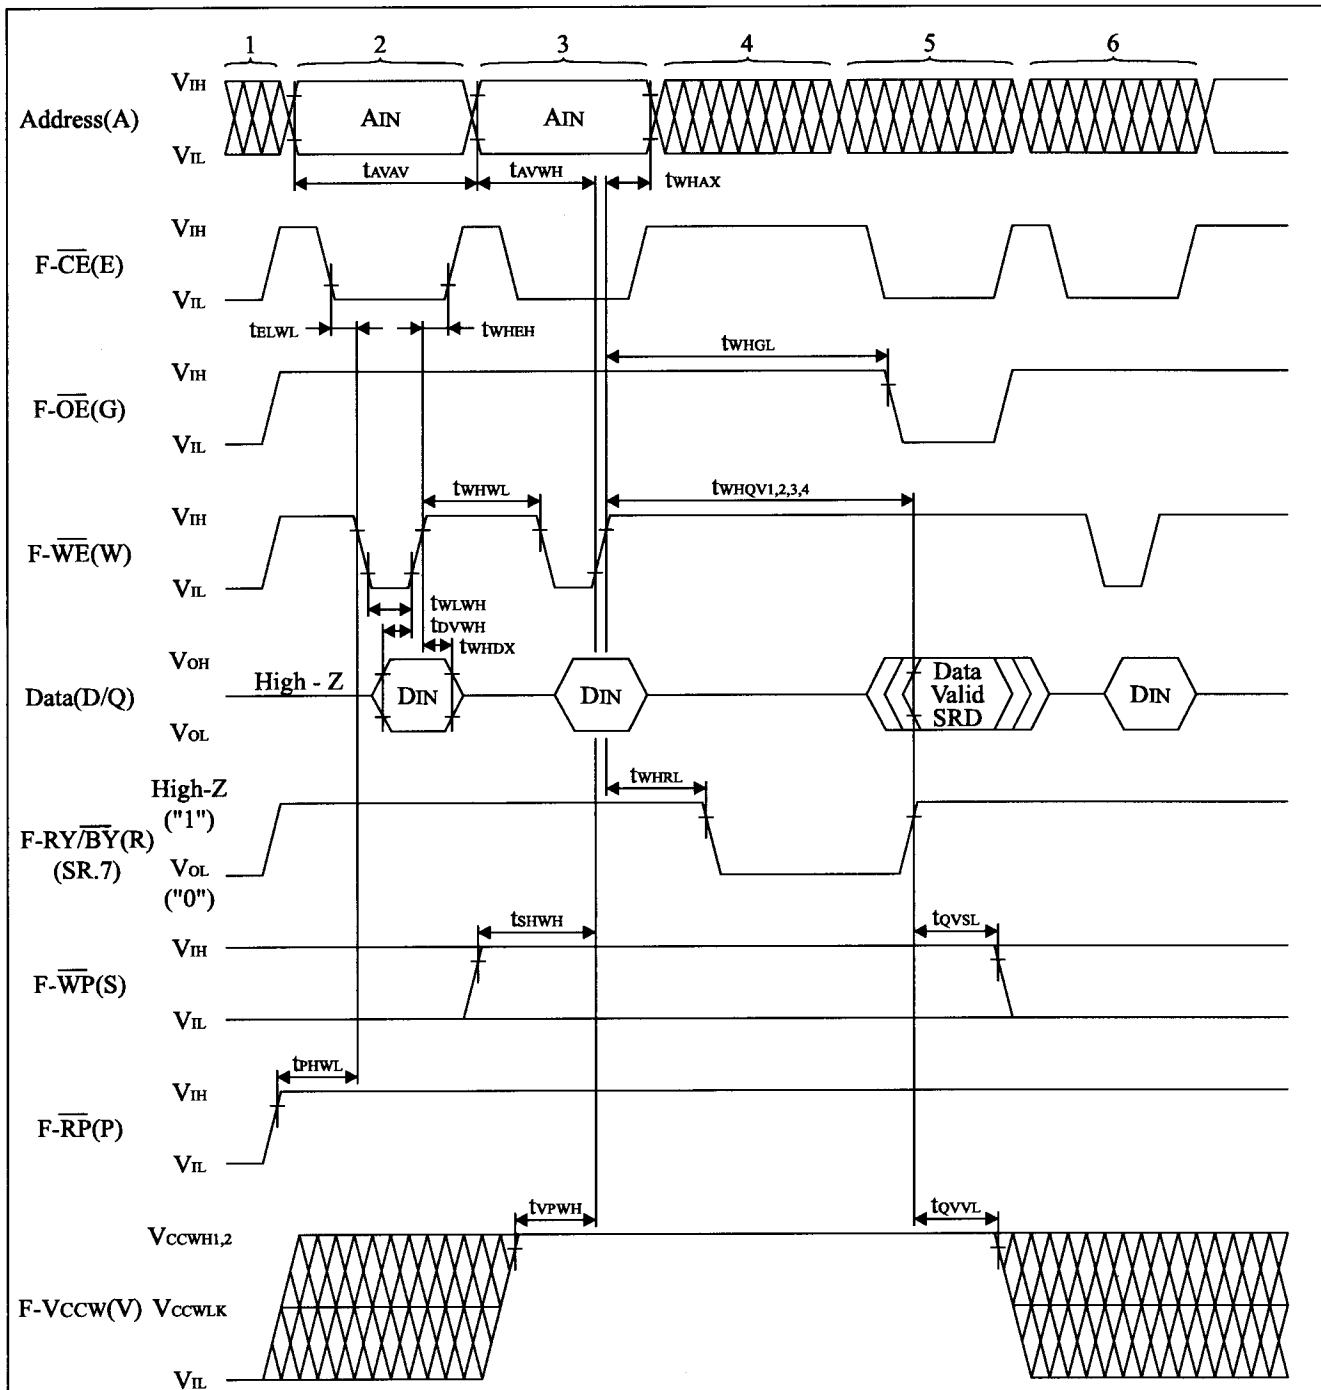 1 2 3 4 5 6
VIH
Address(A) AIN AIN
VIL
tAVAV tAVWH tWHAX
VIH
F-CE(E)
VIL
tELWL tWHEH
tWHGL
VIH
F-OE(G)
VIL
tWHWL tWHQV1,2,3,4
VIH
F-WE(W)
VIL
tWLWH
tDVWH
tWHDX
VOH
High - Z
Data(D/Q) DIN DIN Data Valid SRD DIN
VOL
tWHRL
High-Z
("1")
F-RY/BY(R)
(SR.7)
VOL
("0")
tSHWH tQVSL
VIH
F-WP(S)
VIL
tPHWL
VIH
F-RP(P)
VIL
tVPWH tQVVL
VCCWH1,2
F-VCCW(V) VCCWLK
VIL